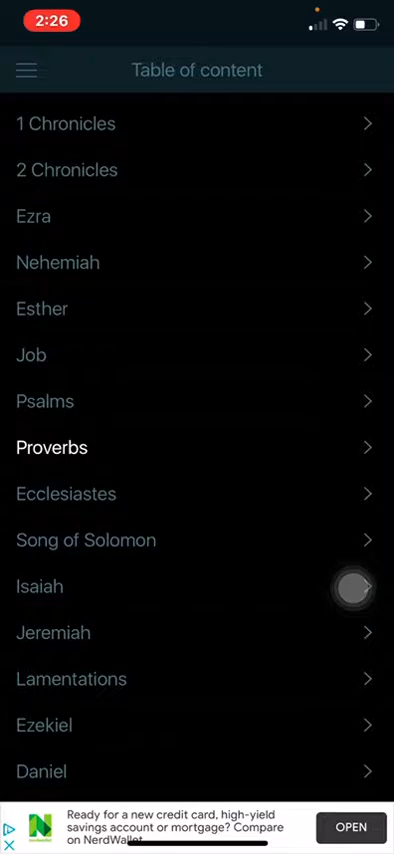 2:26
Table of content
1 Chronicles
2 Chronicles
Ezra
Nehemiah
Esther
Job
Psalms
Proverbs
Ecclesiastes
Song of Solomon
Isaiah
Jeremiah
Lamentations
Ezekiel
Daniel
Ready for a new credit card, high-yield
savings account or mortgage? Compare
on NerdWallet
OPEN